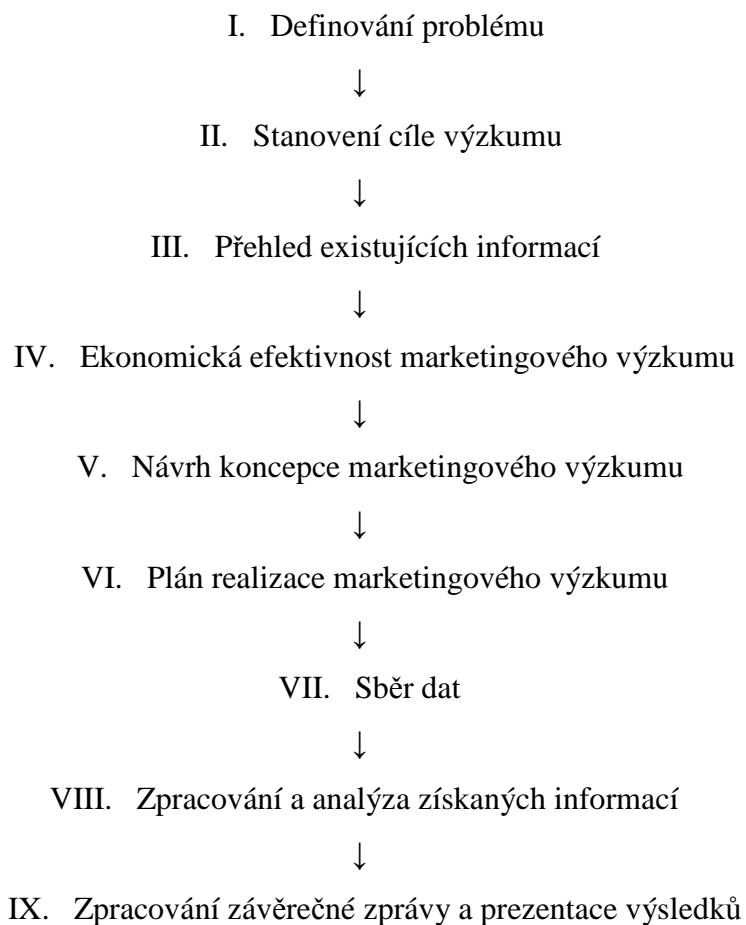 I. Definování problému
↓
II. Stanovení cíle výzkumu
↓
III. Přehled existujících informací
↓
IV. Ekonomická efektivnost marketingového výzkumu
↓
V. Návrh koncepce marketingového výzkumu
↓
VI. Plán realizace marketingového výzkumu
↓
VII. Sběr dat
↓
VIII. Zpracování a analýza získaných informací
↓
IX. Zpracování závěrečné zprávy a prezentace výsledků